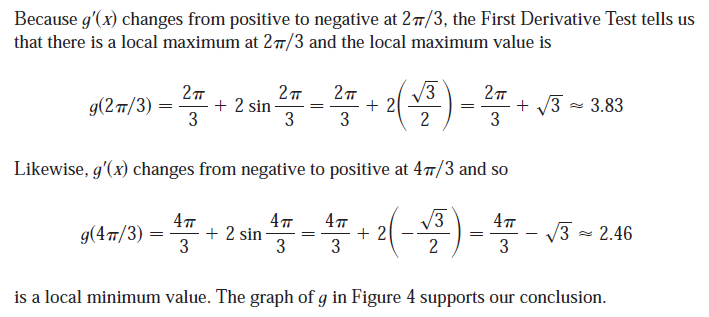 Because g′(x) changes from positive to negative at 2π/3, the First Derivative Test tells us
that there is a local maximum at 2π/3 and the local maximum value is
g(2π/3) = 2π/3 + 2 sin 2π/3 = 2π/3 + 2(√3/2) = 2π/3 + √3 ≈ 3.83
Likewise, g′(x) changes from negative to positive at 4π/3 and so
g(4π/3) = 4π/3 + 2 sin 4π/3 = 4π/3 + 2(−√3/2) = 4π/3 − √3 ≈ 2.46
is a local minimum value. The graph of g in Figure 4 supports our conclusion.